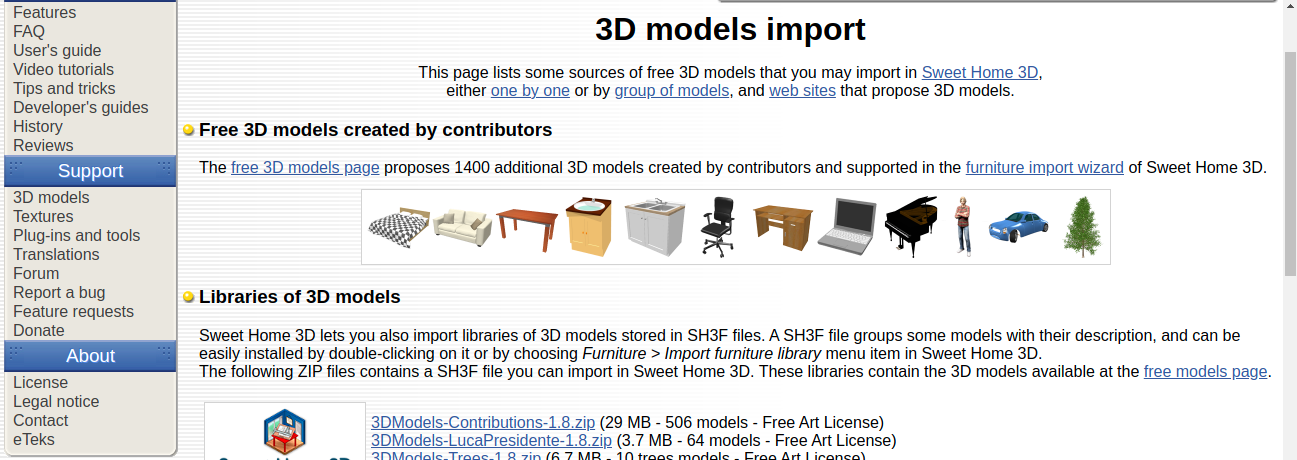 Features
FAQ
User's guide
Video tutorials
Tips and tricks
Developer's guides
History
Reviews
Support
3D models
Textures
Plug-ins and tools
Translations
Forum
Report a bug
Feature requests
Donate
About
License
Legal notice
Contact
eTeks
3D models import
This page lists some sources of free 3D models that you may import in Sweet Home 3D,
either one by one or by group of models, and web sites that propose 3D models.
Free 3D models created by contributors
The free 3D models page proposes 1400 additional 3D models created by contributors and supported in the furniture import wizard of Sweet Home 3D.
Libraries of 3D models
Sweet Home 3D lets you also import libraries of 3D models stored in SH3F files. A SH3F file groups some models with their description, and can be
easily installed by double-clicking on it or by choosing Furniture > Import furniture library menu item in Sweet Home 3D.
The following ZIP files contains a SH3F file you can import in Sweet Home 3D. These libraries contain the 3D models available at the free models page.
3DModels-Contributions-1.8.zip (29 MB - 506 models - Free Art License)
3DModels-LucaPresidente-1.8.zip (3.7 MB - 64 models - Free Art License)
3DModels-Trees-1.8.zip (6.7 MB - 10 trees models - Free Art License)